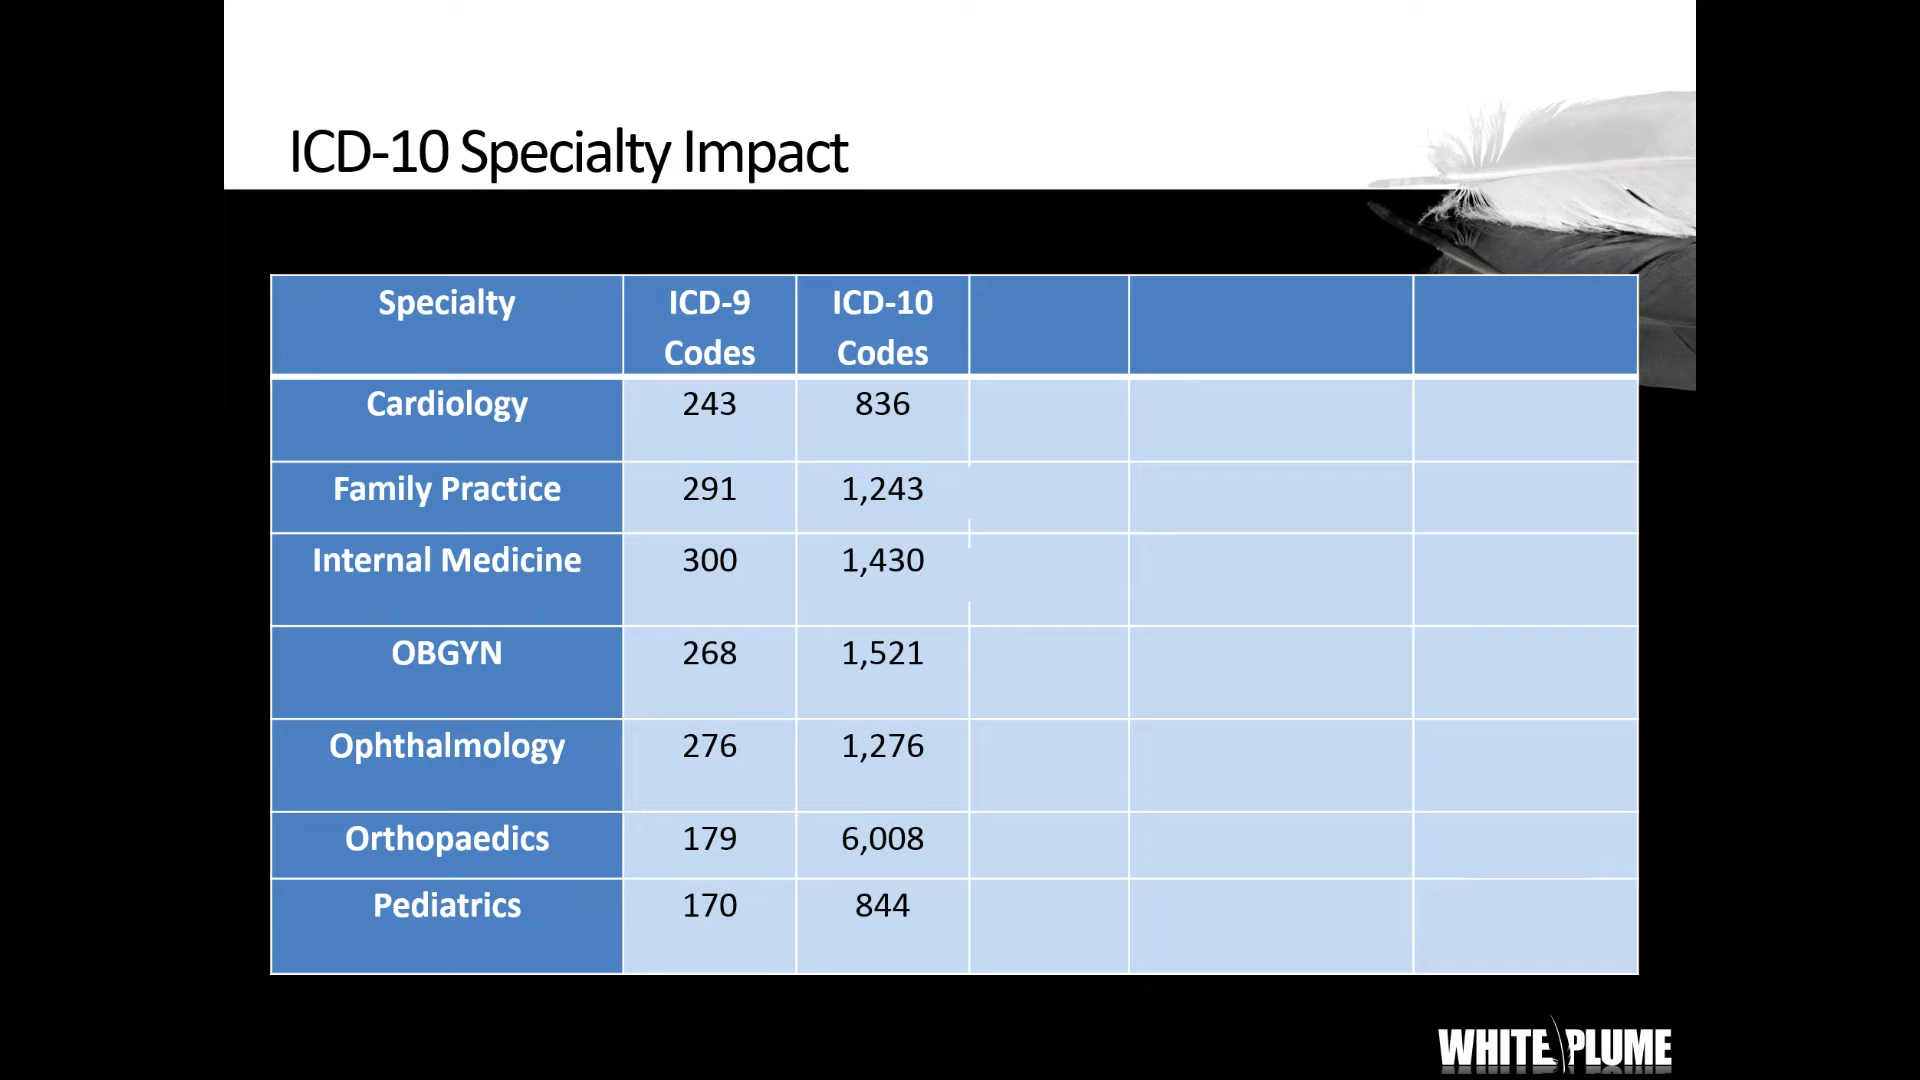 ICD-10 Specialty Impact
Specialty ICD-9 Codes ICD-10 Codes
Cardiology 243 836
Family Practice 291 1,243
Internal Medicine 300 1,430
OBGYN 268 1,521
Ophthalmology 276 1,276
Orthopaedics 179 6,008
Pediatrics 170 844
WHITE PLUME